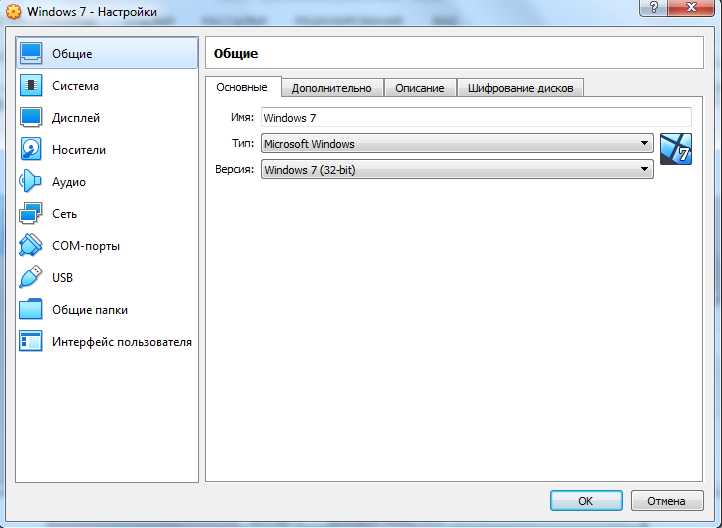 Windows 7 - Настройки
Общие
Система
Дисплей
Носители
Аудио
Сеть
COM-порты
USB
Общие папки
Интерфейс пользователя
Общие
Основные
Дополнительно
Описание
Шифрование дисков
Имя: Windows 7
Тип: Microsoft Windows
7
Версия: Windows 7 (32-bit)
OK
Отмена